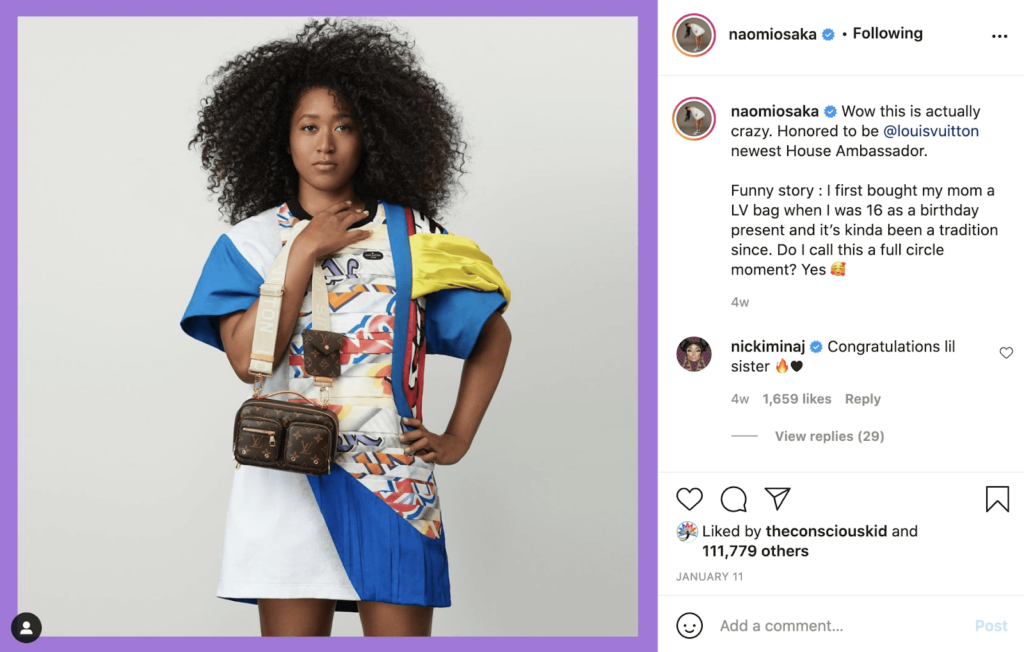 naomiosaka • Following
naomiosaka Wow this is actually
crazy. Honored to be @louisvuitton
newest House Ambassador.
Funny story : I first bought my mom a
LV bag when I was 16 as a birthday
present and it’s kinda been a tradition
since. Do I call this a full circle
moment? Yes 🥰
4w
nickiminaj Congratulations lil
sister 🔥🖤
4w 1,659 likes Reply
View replies (29)
Liked by theconsciouskid and
111,779 others
JANUARY 11
Add a comment... Post